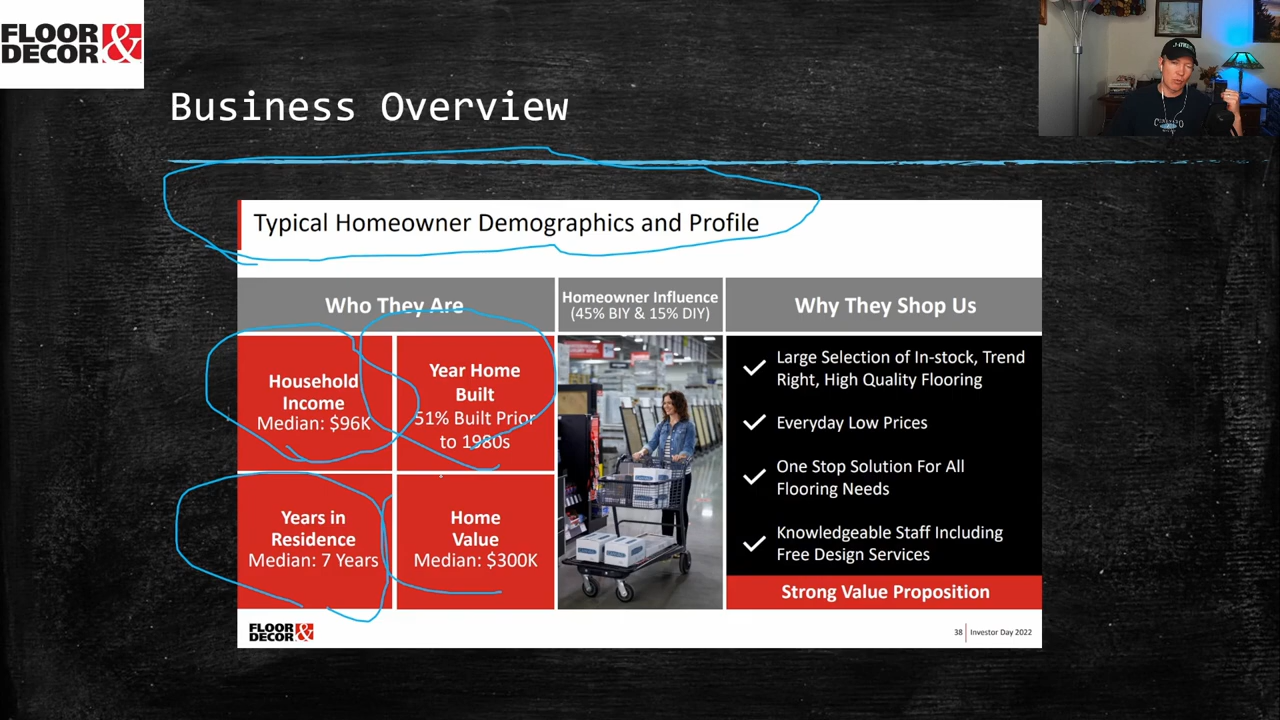 FLOOR &
DECOR
Business Overview
Typical Homeowner Demographics and Profile
Who They Are
Household
Income
Median: $96K
Year Home
Built
51% Built Prior
to 1980s
Years in
Residence
Median: 7 Years
Home
Value
Median: $300K
Homeowner Influence
(45% BIY & 15% DIY)
Why They Shop Us
Large Selection of In-stock, Trend
Right, High Quality Flooring
Everyday Low Prices
One Stop Solution For All
Flooring Needs
Knowledgeable Staff Including
Free Design Services
Strong Value Proposition
FLOOR &
DECOR
38 | Investor Day 2022